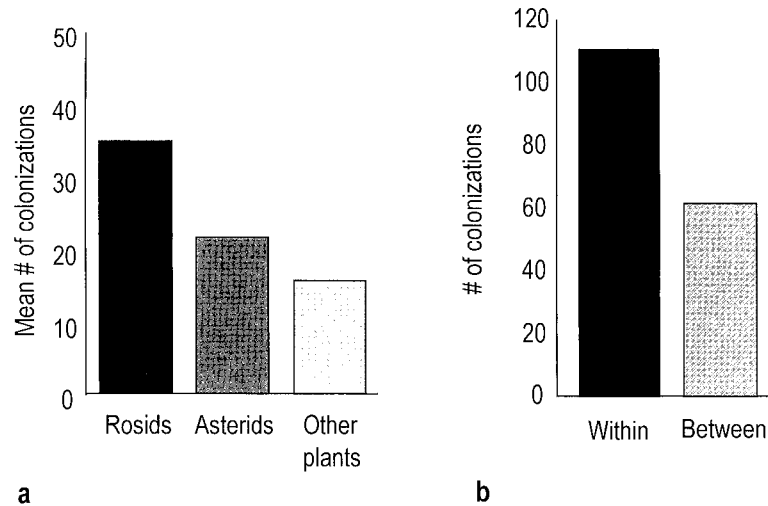 50
40
30
20
10
0
Mean # of colonizations
Rosids
Asterids
Other
plants
a
120
100
80
60
40
20
0
# of colonizations
Within
Between
b